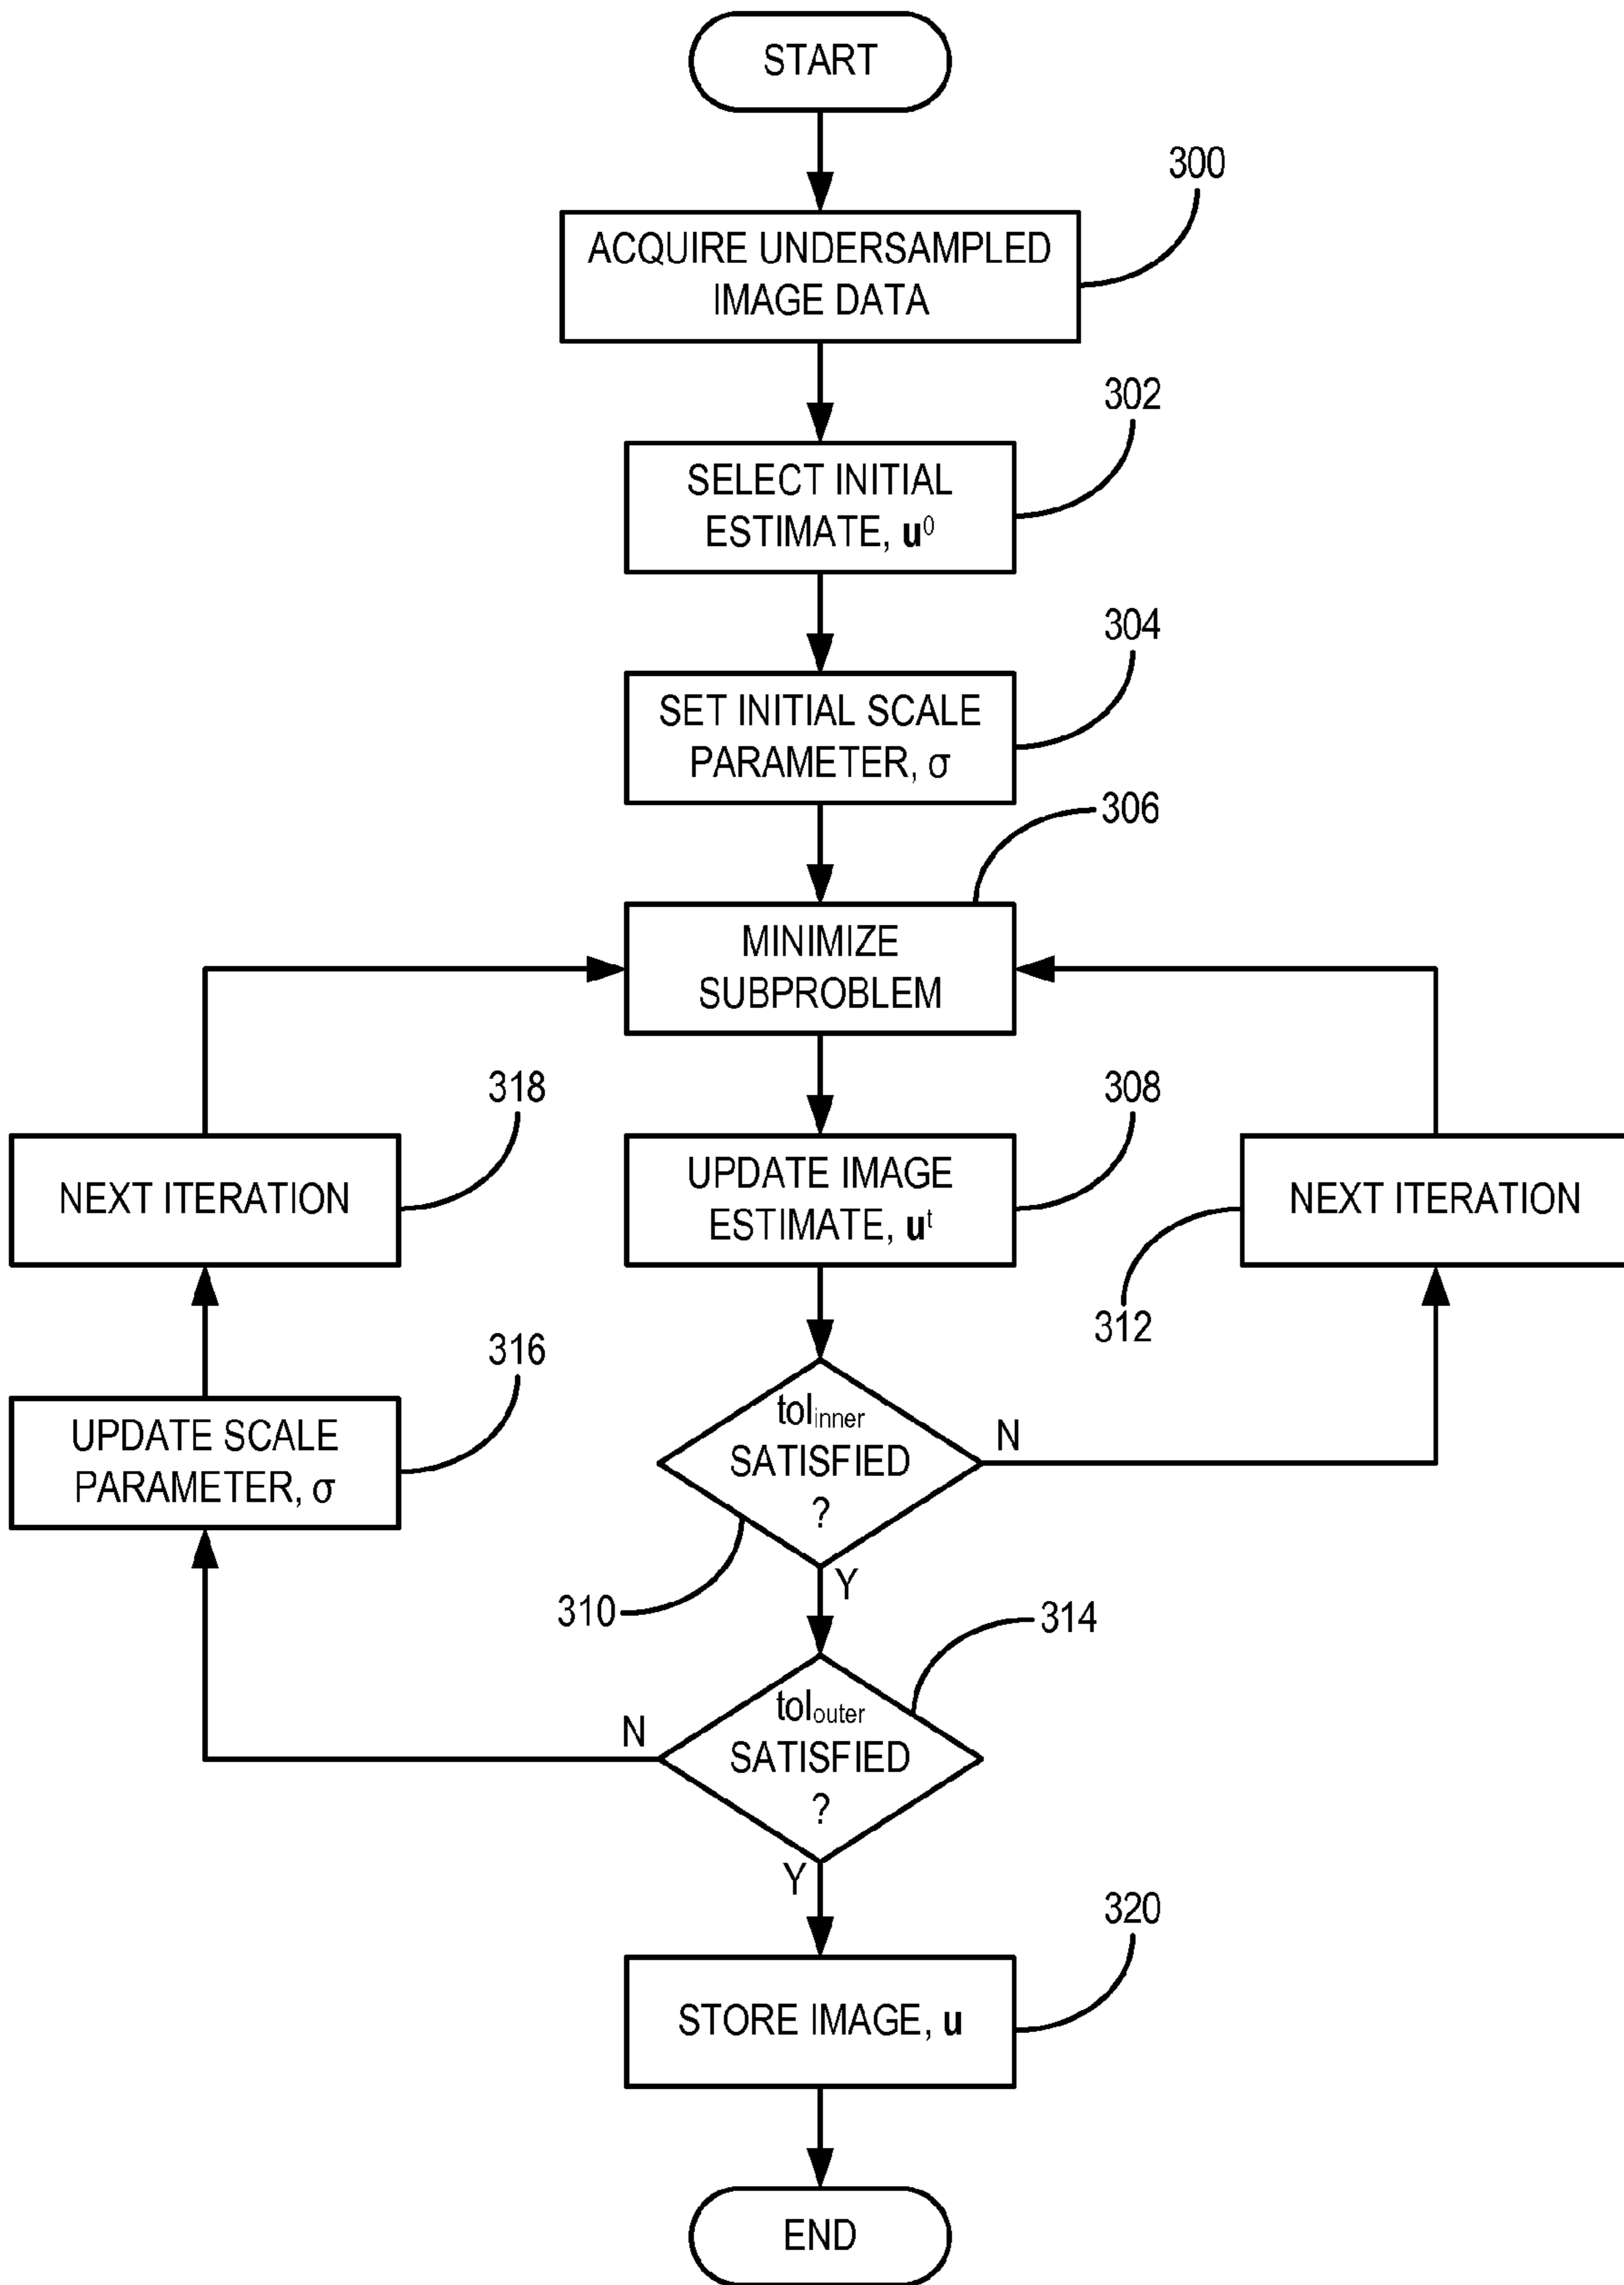 START
300
ACQUIRE UNDERSAMPLED
IMAGE DATA
302
SELECT INITIAL
ESTIMATE, u⁰
304
SET INITIAL SCALE
PARAMETER, σ
306
MINIMIZE
SUBPROBLEM
318
308
NEXT ITERATION
UPDATE IMAGE
ESTIMATE, uᵗ
NEXT ITERATION
312
316
UPDATE SCALE
PARAMETER, σ
tolinner
SATISFIED
?
N
Y
310
314
tolouter
SATISFIED
?
N
Y
320
STORE IMAGE, u
END